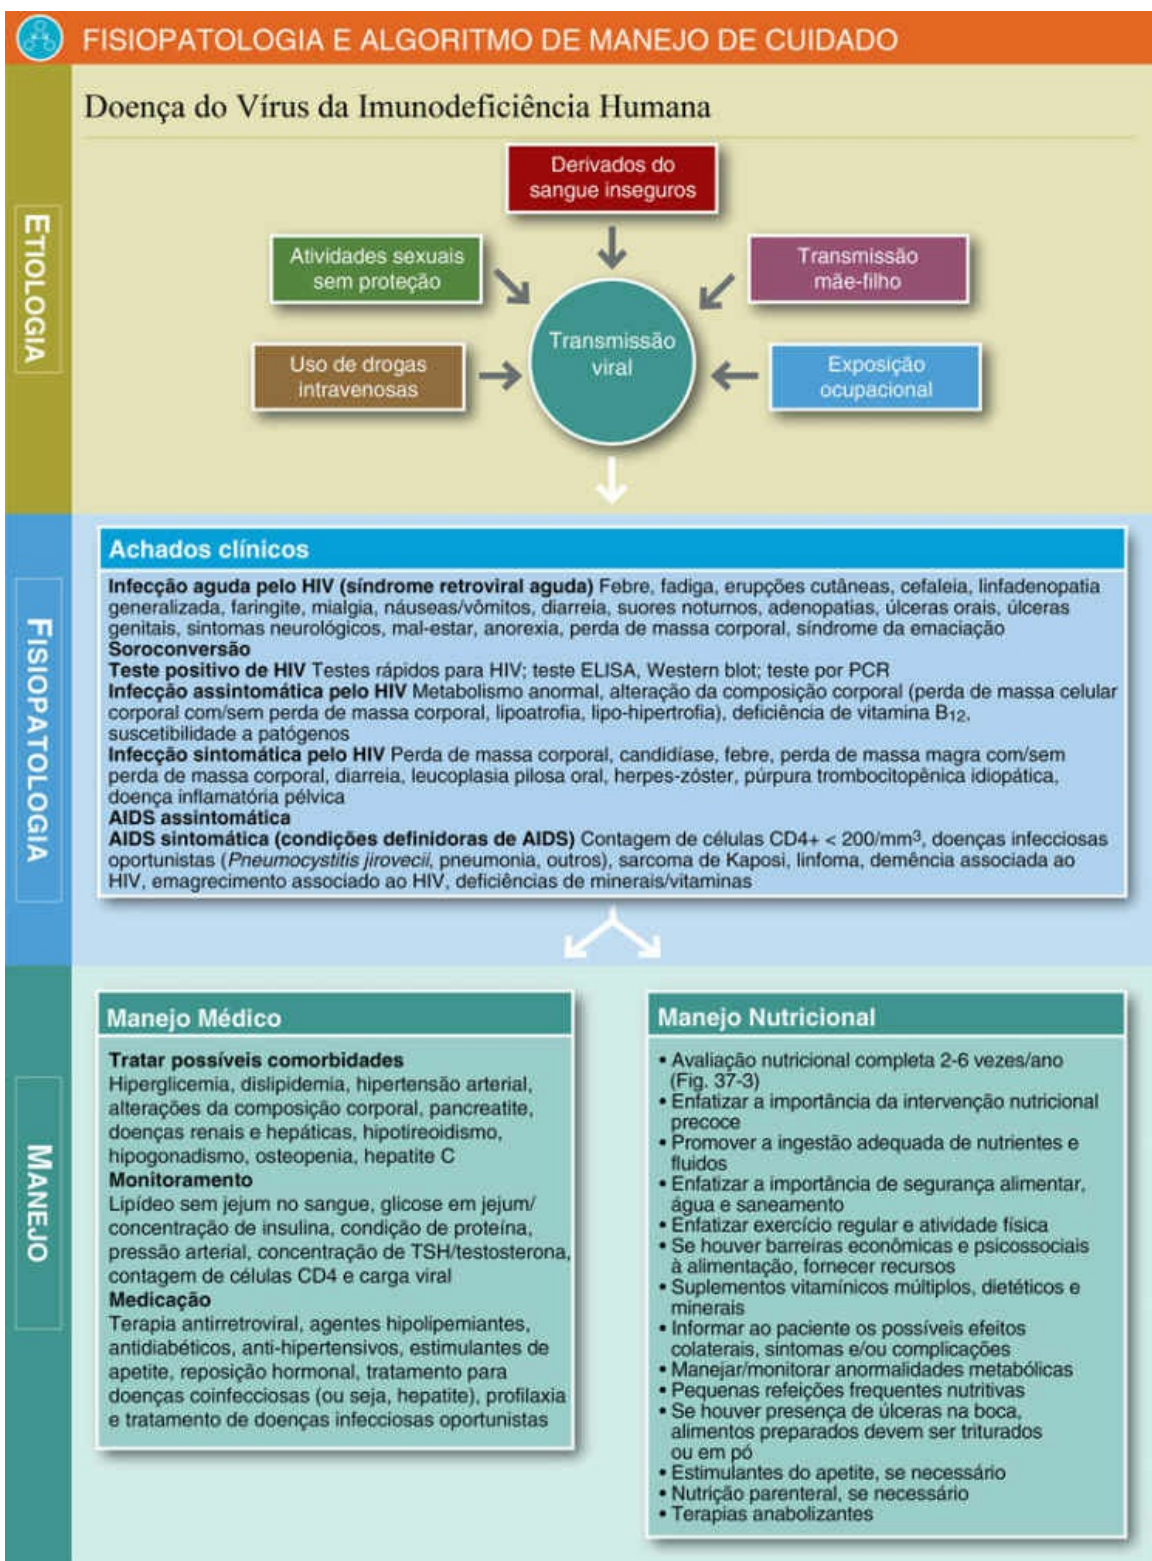 FISIOPATOLOGIA E ALGORITMO DE MANEJO DE CUIDADO
Doença do Vírus da Imunodeficiência Humana
ETIOLOGIA
Derivados do
sangue inseguros
Atividades sexuais
sem proteção
Transmissão
mãe-filho
Uso de drogas
intravenosas
Transmissão
viral
Exposição
ocupacional
FISIOPATOLOGIA
Achados clínicos
Infecção aguda pelo HIV (síndrome retroviral aguda) Febre, fadiga, erupções cutâneas, cefaleia, linfadenopatia
generalizada, faringite, mialgia, náuseas/vômitos, diarreia, suores noturnos, adenopatias, úlceras orais, úlceras
genitais, sintomas neurológicos, mal-estar, anorexia, perda de massa corporal, síndrome da emaciação
Soroconversão
Teste positivo de HIV Testes rápidos para HIV; teste ELISA, Western blot; teste por PCR
Infecção assintomática pelo HIV Metabolismo anormal, alteração da composição corporal (perda de massa celular
corporal com/sem perda de massa corporal, lipoatrofia, lipo-hipertrofia), deficiência de vitamina B12,
suscetibilidade a patógenos
Infecção sintomática pelo HIV Perda de massa corporal, candidíase, febre, perda de massa magra com/sem
perda de massa corporal, diarreia, leucoplasia pilosa oral, herpes-zóster, púrpura trombocitopênica idiopática,
doença inflamatória pélvica
AIDS assintomática
AIDS sintomática (condições definidoras de AIDS) Contagem de células CD4+ < 200/mm³, doenças infecciosas
oportunistas (Pneumocystitis jirovecii, pneumonia, outros), sarcoma de Kaposi, linfoma, demência associada ao
HIV, emagrecimento associado ao HIV, deficiências de minerais/vitaminas
MANEJO
Manejo Médico
Tratar possíveis comorbidades
Hiperglicemia, dislipidemia, hipertensão arterial,
alterações da composição corporal, pancreatite,
doenças renais e hepáticas, hipotireoidismo,
hipogonadismo, osteopenia, hepatite C
Monitoramento
Lipídeo sem jejum no sangue, glicose em jejum/
concentração de insulina, condição de proteína,
pressão arterial, concentração de TSH/testosterona,
contagem de células CD4 e carga viral
Medicação
Terapia antirretroviral, agentes hipolipemiantes,
antidiabéticos, anti-hipertensivos, estimulantes de
apetite, reposição hormonal, tratamento para
doenças coinfecciosas (ou seja, hepatite), profilaxia
e tratamento de doenças infecciosas oportunistas
Manejo Nutricional
• Avaliação nutricional completa 2-6 vezes/ano
(Fig. 37-3)
• Enfatizar a importância da intervenção nutricional
precoce
• Promover a ingestão adequada de nutrientes e
fluidos
• Enfatizar a importância de segurança alimentar,
água e saneamento
• Enfatizar exercício regular e atividade física
• Se houver barreiras econômicas e psicossociais
à alimentação, fornecer recursos
• Suplementos vitamínicos múltiplos, dietéticos e
minerais
• Informar ao paciente os possíveis efeitos
colaterais, sintomas e/ou complicações
• Manejar/monitorar anormalidades metabólicas
• Pequenas refeições frequentes nutritivas
• Se houver presença de úlceras na boca,
alimentos preparados devem ser triturados
ou em pó
• Estimulantes do apetite, se necessário
• Nutrição parenteral, se necessário
• Terapias anabolizantes